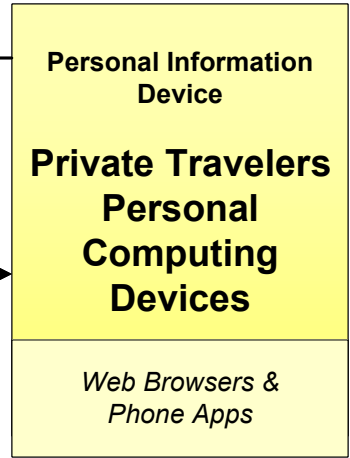 Personal Information
Device
Private Travelers
Personal
Computing
Devices
Web Browsers &
Phone Apps